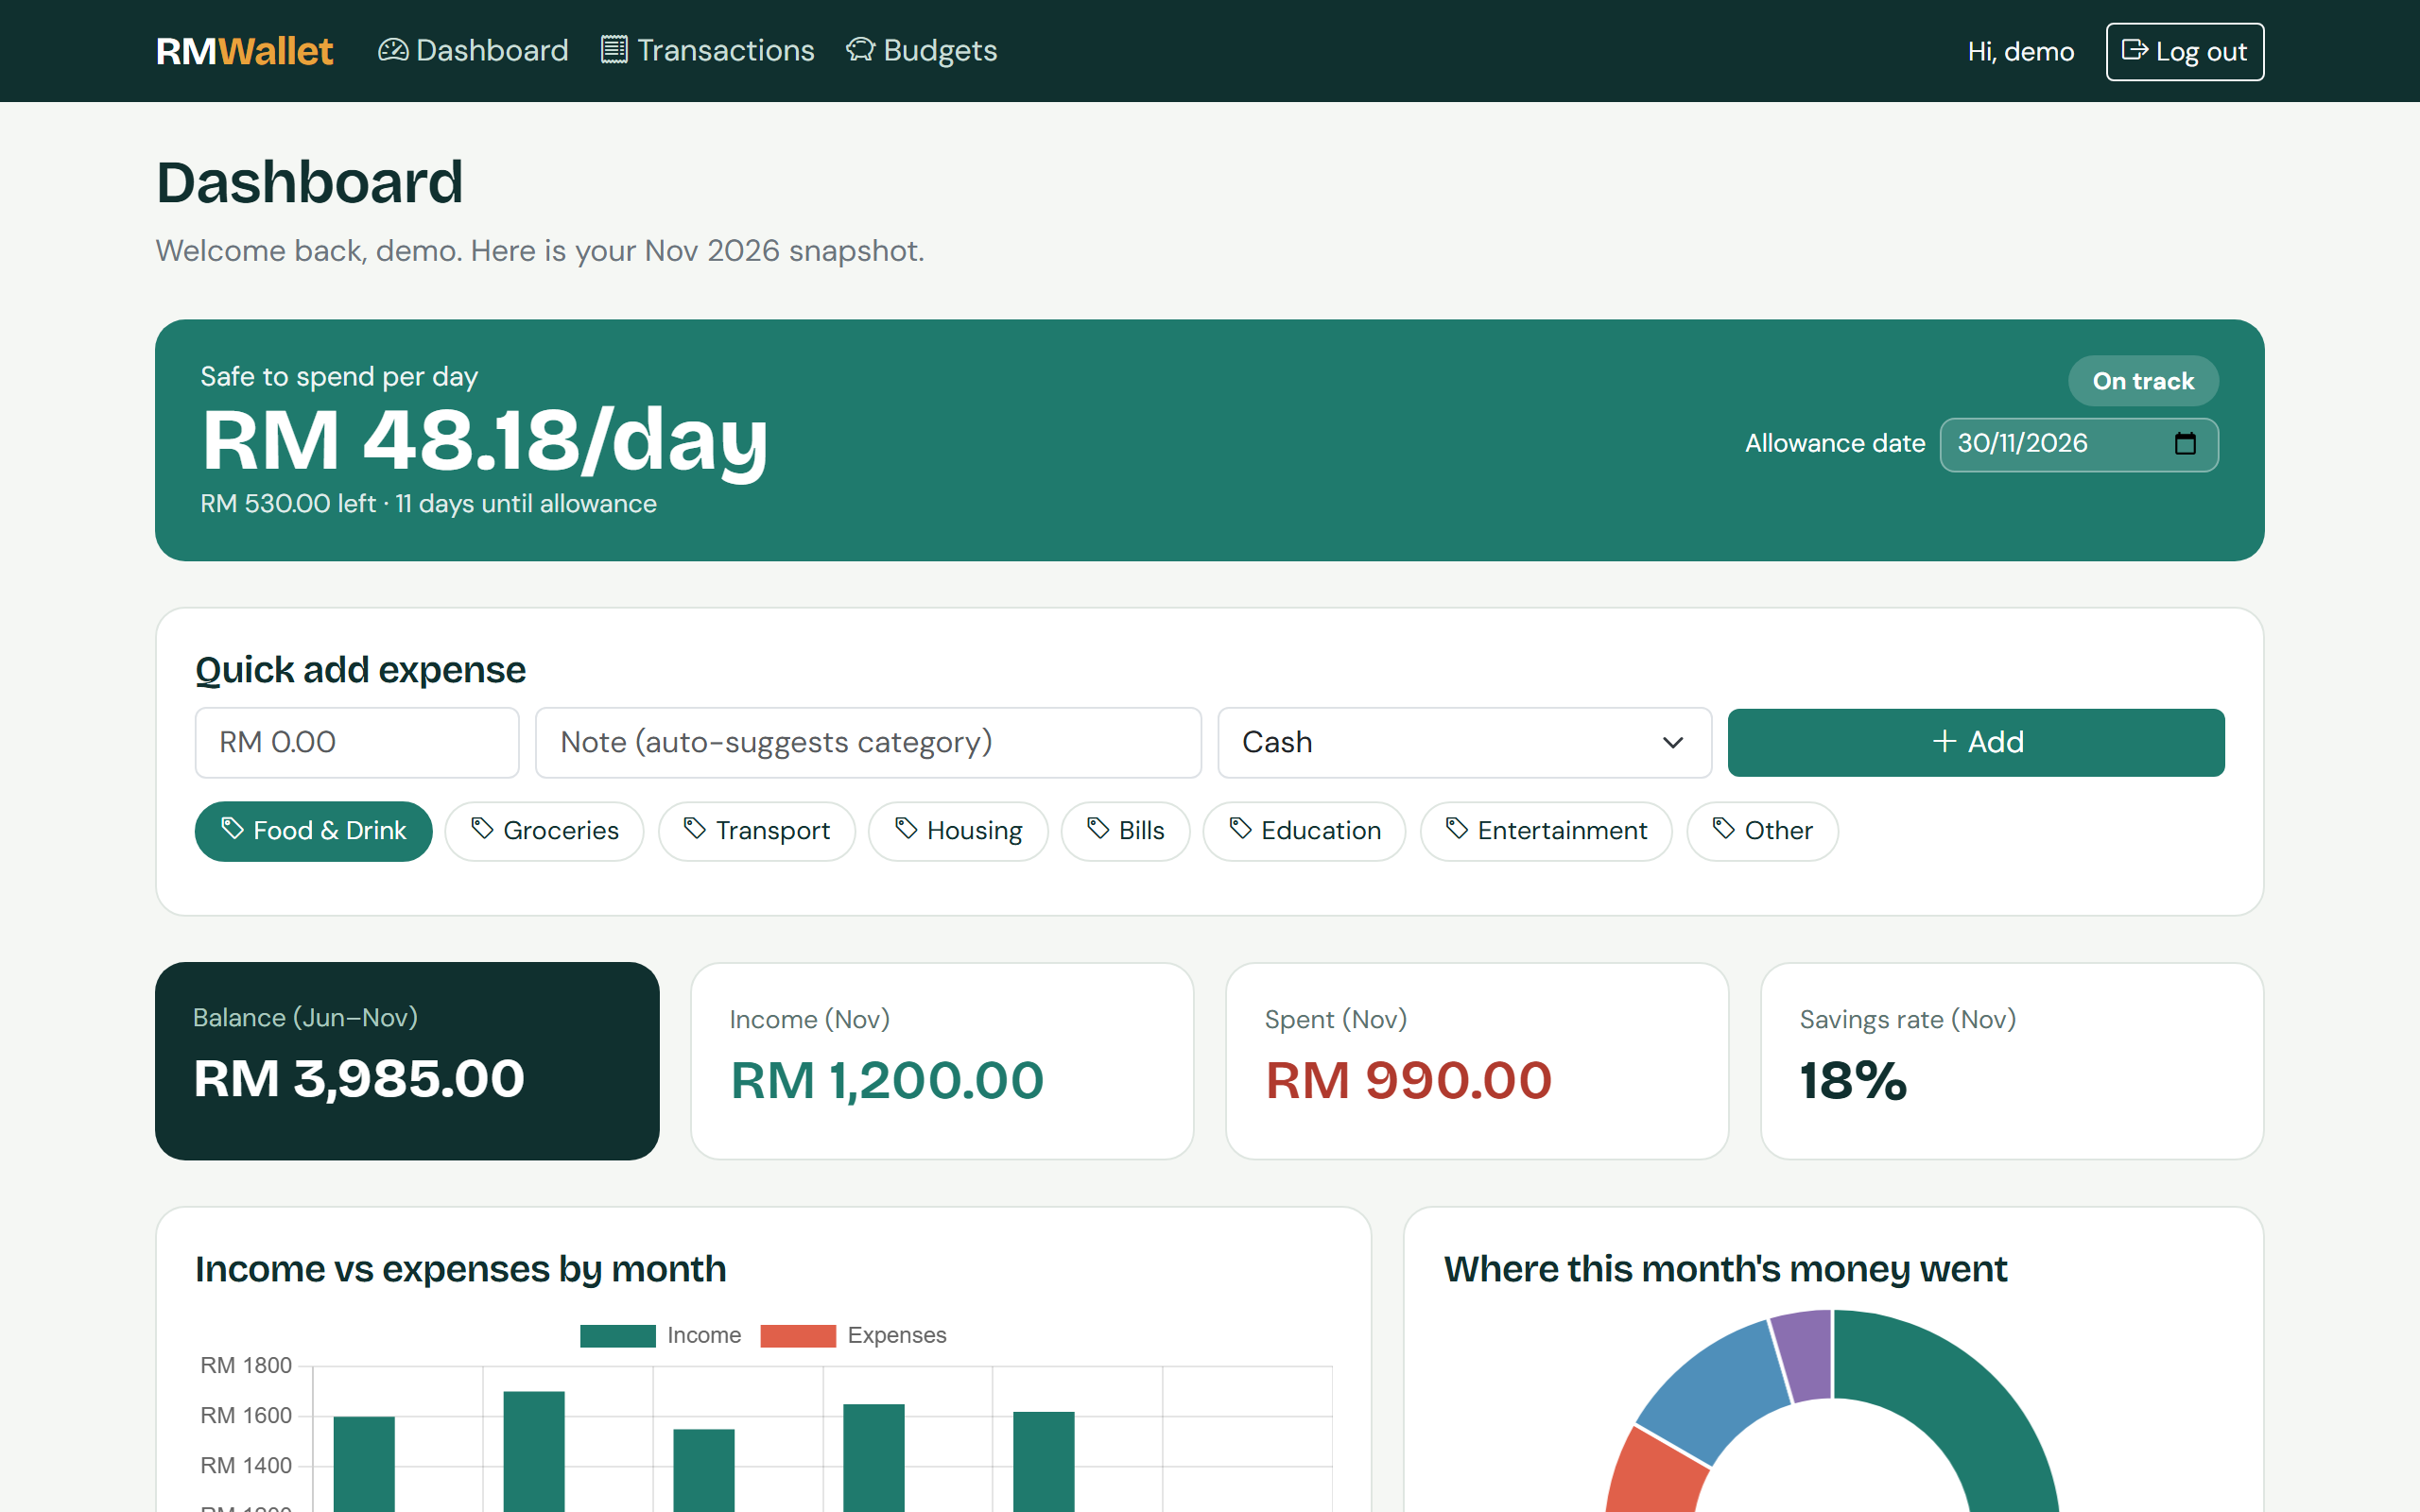 RMWallet Dashboard Transactions Budgets Hi, demo Log out
Dashboard
Welcome back, demo. Here is your Nov 2026 snapshot.
Safe to spend per day
RM 48.18/day
RM 530.00 left · 11 days until allowance
On track
Allowance date 30/11/2026
Quick add expense
RM 0.00 Note (auto-suggests category) Cash + Add
Food & Drink Groceries Transport Housing Bills Education Entertainment Other
Balance (Jun–Nov)
RM 3,985.00
Income (Nov)
RM 1,200.00
Spent (Nov)
RM 990.00
Savings rate (Nov)
18%
Income vs expenses by month
Income Expenses
RM 1800
RM 1600
RM 1400
Where this month's money went